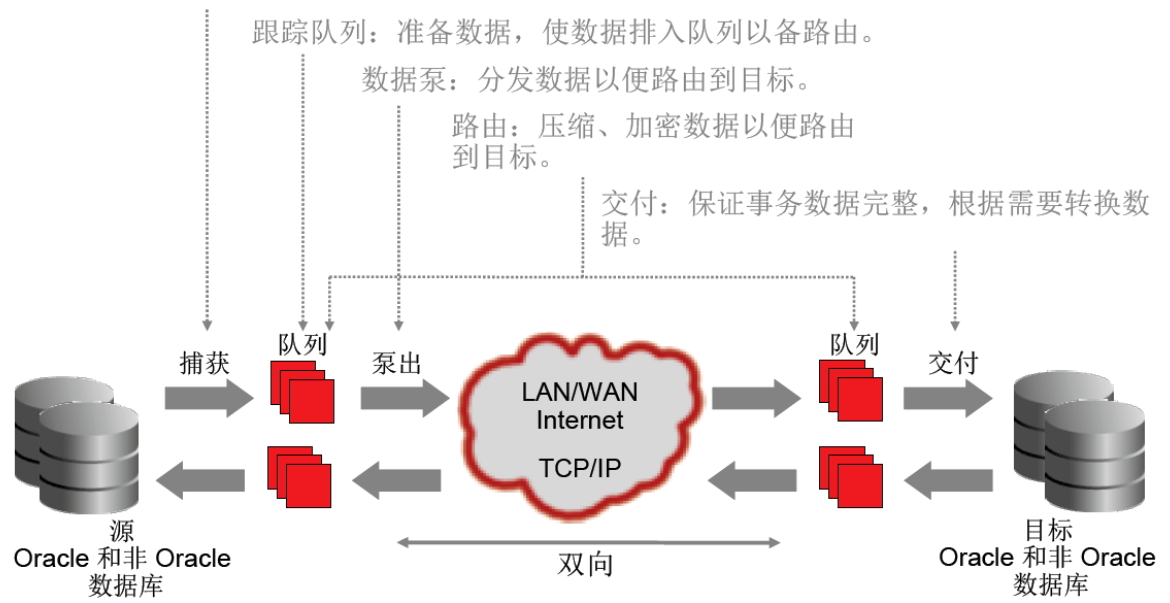 跟踪队列：准备数据，使数据排入队列以备路由。
数据泵：分发数据以便路由到目标。
路由：压缩、加密数据以便路由
到目标。
交付：保证事务数据完整，根据需要转换数
据。
捕获
队列
泵出
队列
交付
LAN/WAN
Internet
TCP/IP
源
Oracle 和非 Oracle
数据库
双向
目标
Oracle 和非 Oracle
数据库